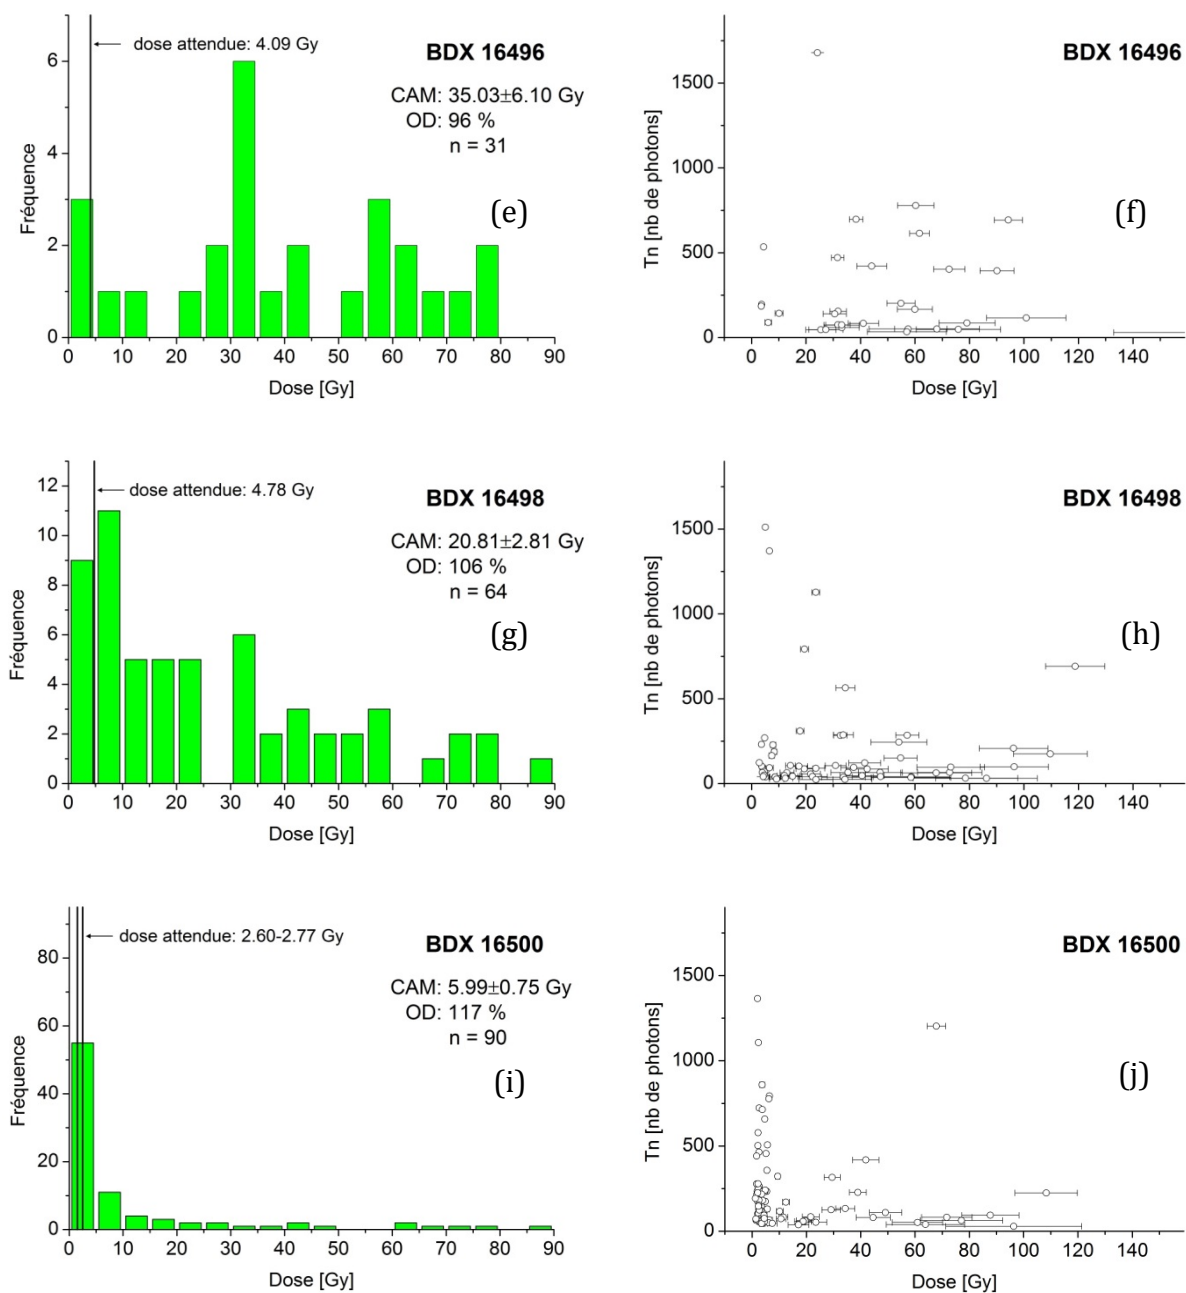 dose attendue: 4.09 Gy
BDX 16496
CAM: 35.03±6.10 Gy
OD: 96 %
n = 31
(e)
Fréquence
6
4
2
0
0 10 20 30 40 50 60 70 80 90
Dose [Gy]
BDX 16496
(f)
Tn [nb de photons]
1500
1000
500
0
0 20 40 60 80 100 120 140
Dose [Gy]
dose attendue: 4.78 Gy
BDX 16498
CAM: 20.81±2.81 Gy
OD: 106 %
n = 64
(g)
Fréquence
12
10
8
6
4
2
0
0 10 20 30 40 50 60 70 80 90
Dose [Gy]
BDX 16498
(h)
Tn [nb de photons]
1500
1000
500
0
0 20 40 60 80 100 120 140
Dose [Gy]
dose attendue: 2.60-2.77 Gy
BDX 16500
CAM: 5.99±0.75 Gy
OD: 117 %
n = 90
(i)
Fréquence
80
60
40
20
0
0 10 20 30 40 50 60 70 80 90
Dose [Gy]
BDX 16500
(j)
Tn [nb de photons]
1500
1000
500
0
0 20 40 60 80 100 120 140
Dose [Gy]